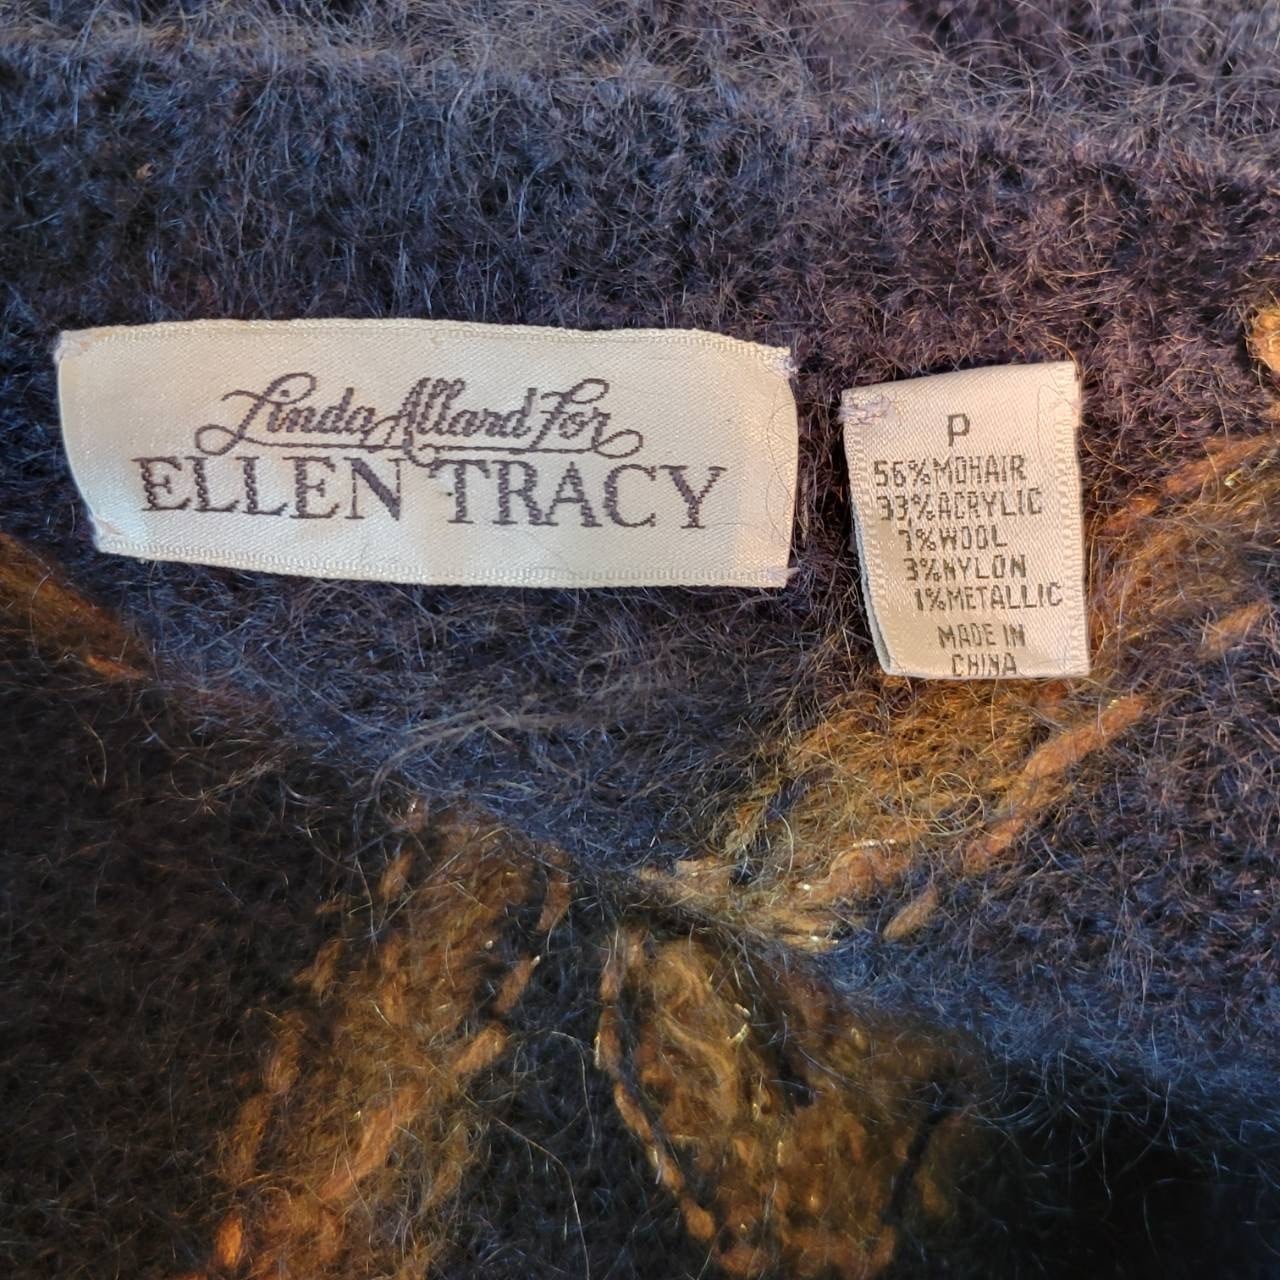 Linda Allard For
ELLEN TRACY
P
56% MOHAIR
33% ACRYLIC
7% WOOL
3% NYLON
1% METALLIC
MADE IN
CHINA